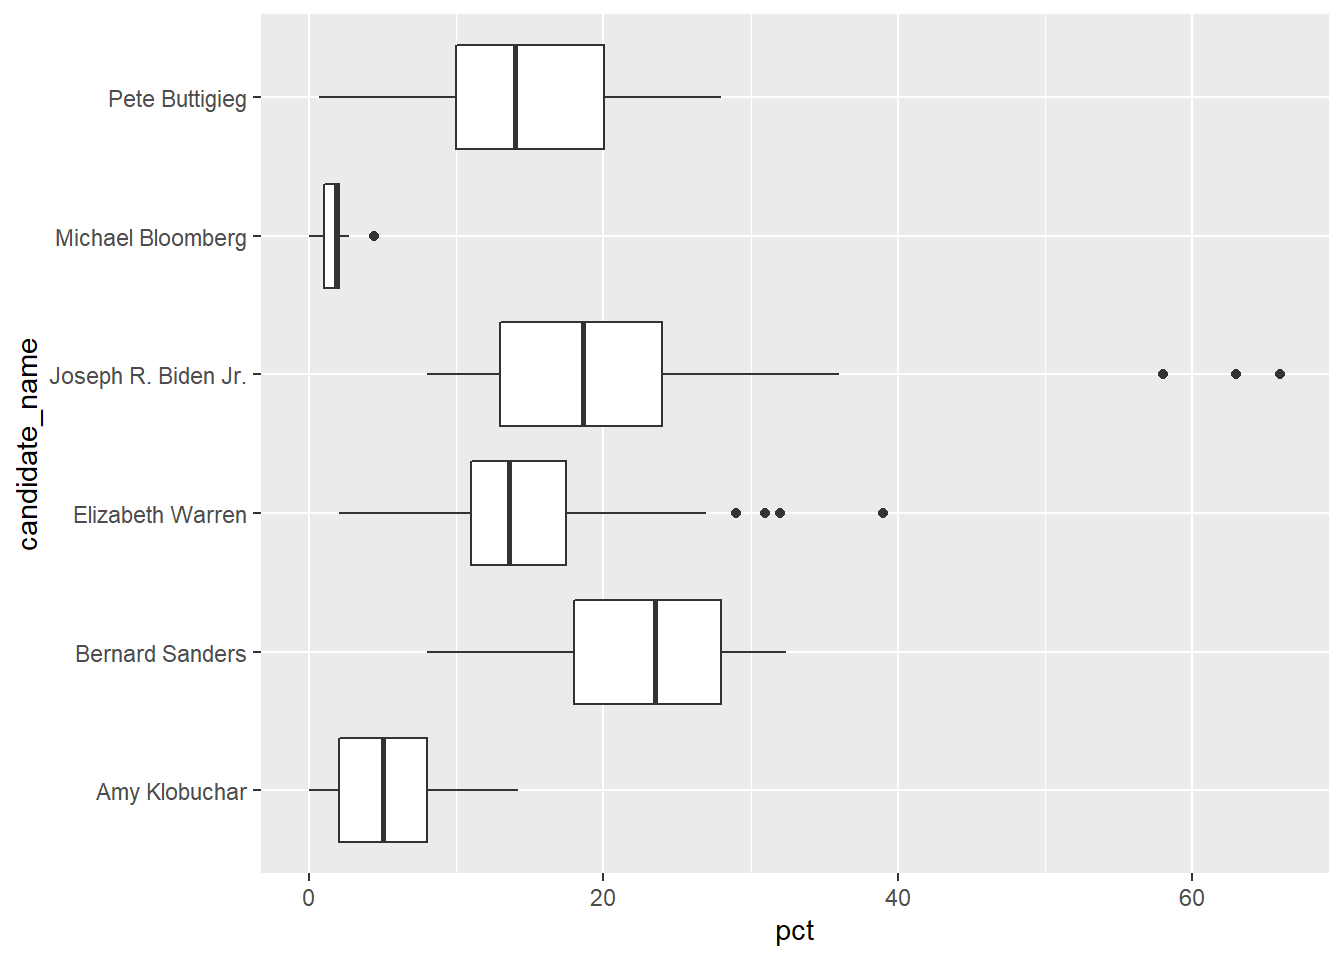 Pete Buttigieg
Michael Bloomberg
Joseph R. Biden Jr.
Elizabeth Warren
Bernard Sanders
Amy Klobuchar
candidate_name
0 20 40 60
pct